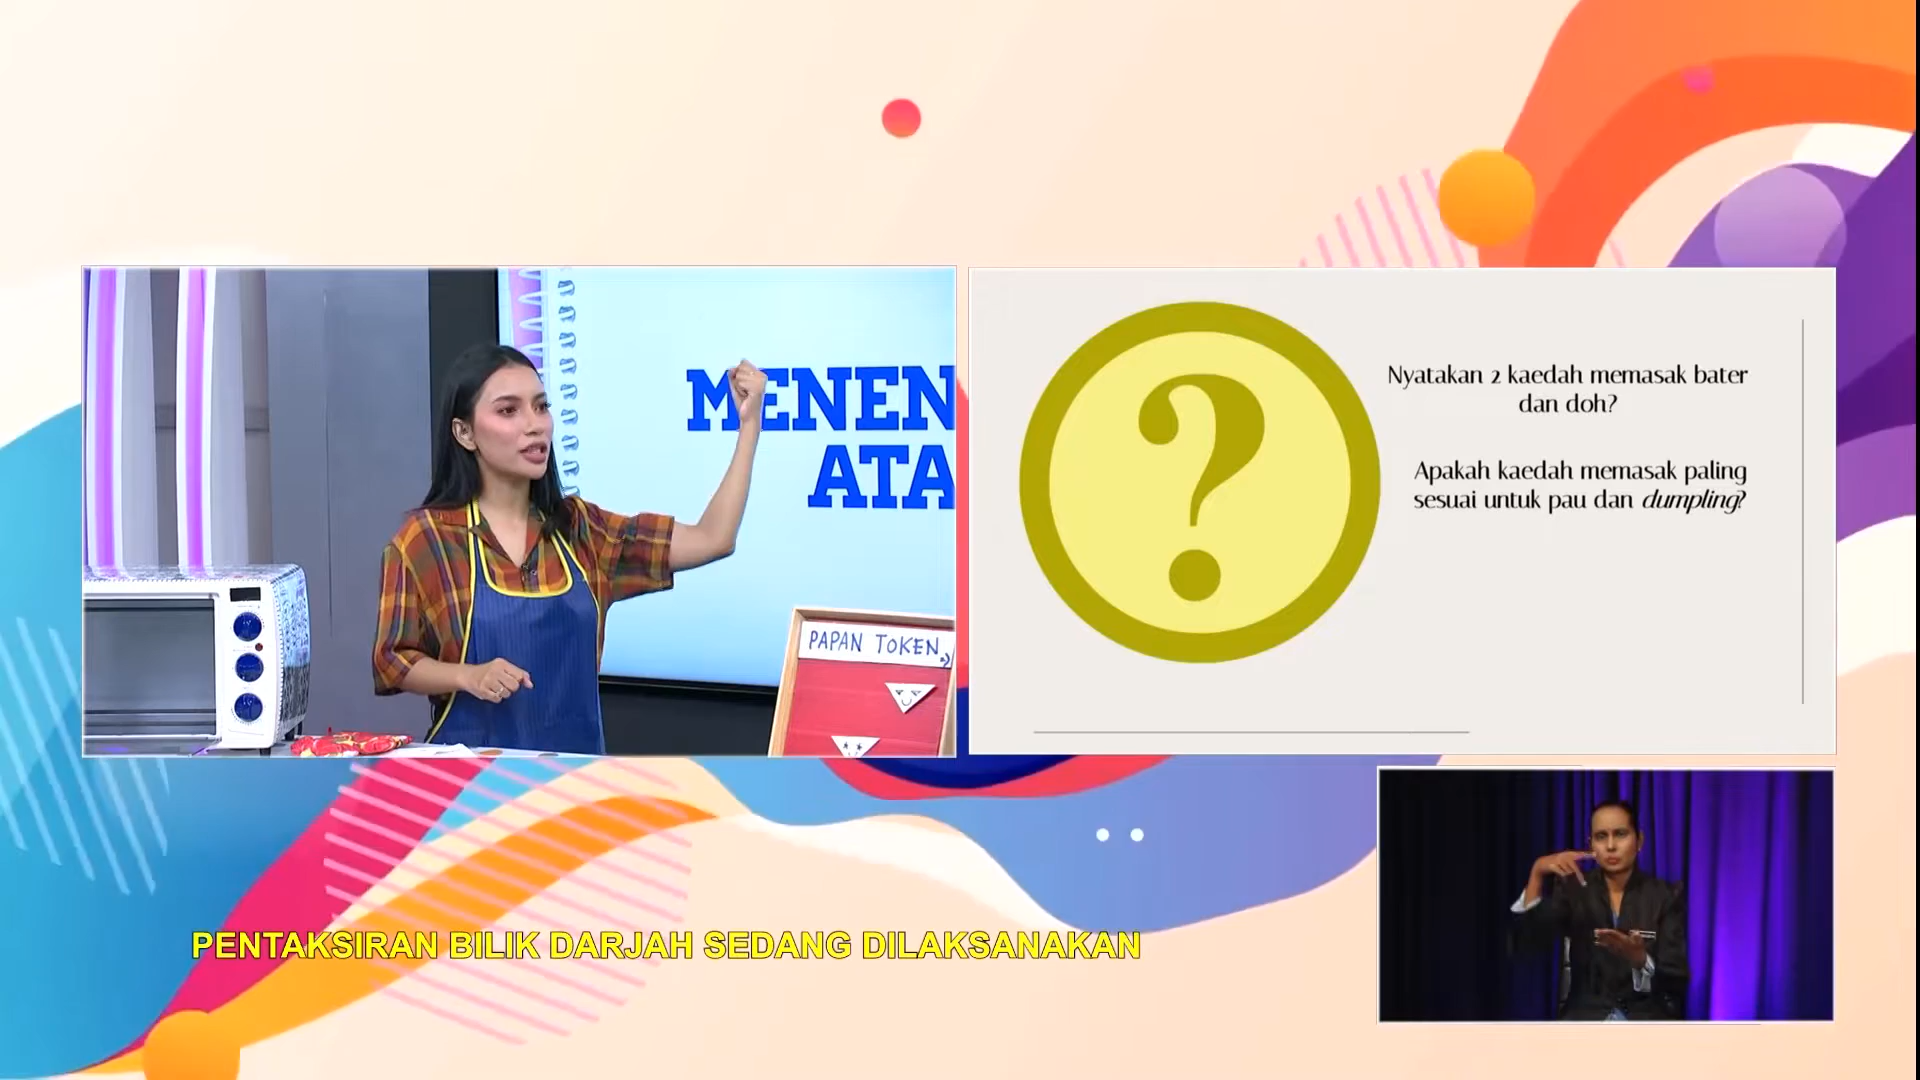 MENEN
ATA
PAPAN TOKEN
Nyatakan 2 kaedah memasak bater
dan doh?
Apakah kaedah memasak paling
sesuai untuk pau dan dumpling?
PENTAKSIRAN BILIK DARJAH SEDANG DILAKSANAKAN